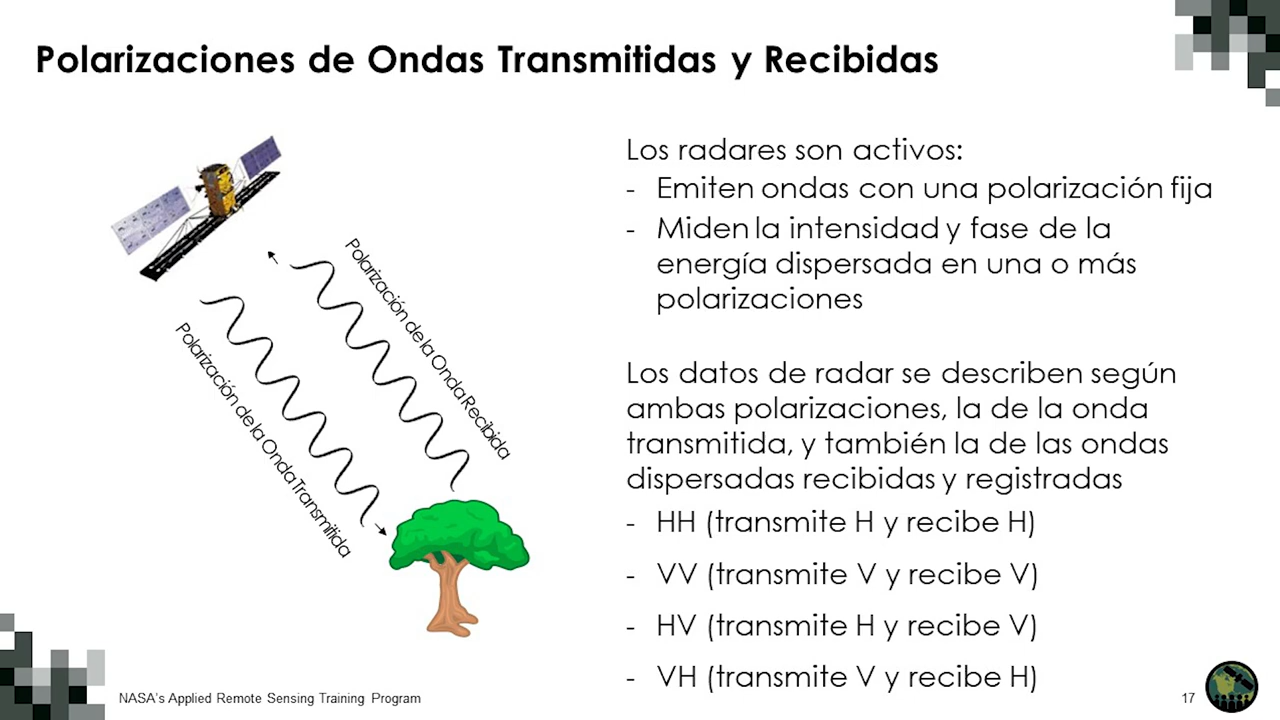 Polarizaciones de Ondas Transmitidas y Recibidas
Polarización de la Onda Recibida
Polarización de la Onda Transmitida
Los radares son activos:
- Emiten ondas con una polarización fija
- Miden la intensidad y fase de la
energía dispersada en una o más
polarizaciones
Los datos de radar se describen según
ambas polarizaciones, la de la onda
transmitida, y también la de las ondas
dispersadas recibidas y registradas
- HH (transmite H y recibe H)
- VV (transmite V y recibe V)
- HV (transmite H y recibe V)
- VH (transmite V y recibe H)
NASA's Applied Remote Sensing Training Program
17